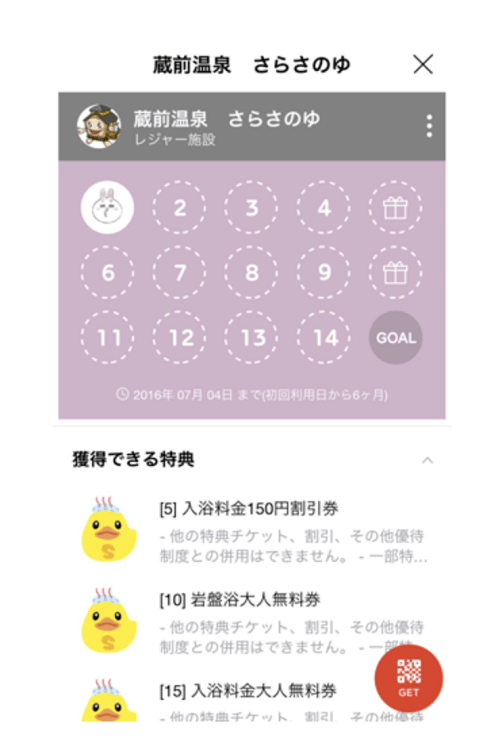 蔵前温泉　さらさのゆ
蔵前温泉　さらさのゆ
レジャー施設
2 3 4
6 7 8 9
11 12 13 14 GOAL
2016年 07月 04日 まで(初回利用日から6ヶ月)
獲得できる特典
[5] 入浴料金150円割引券
- 他の特典チケット、割引、その他優待
制度との併用はできません。 - 一部特...
[10] 岩盤浴大人無料券
- 他の特典チケット、割引、その他優待
制度との併用はできません。 - 一部特
GET
[15] 入浴料金大人無料券
- 他の特典チケット、割引、その他優待